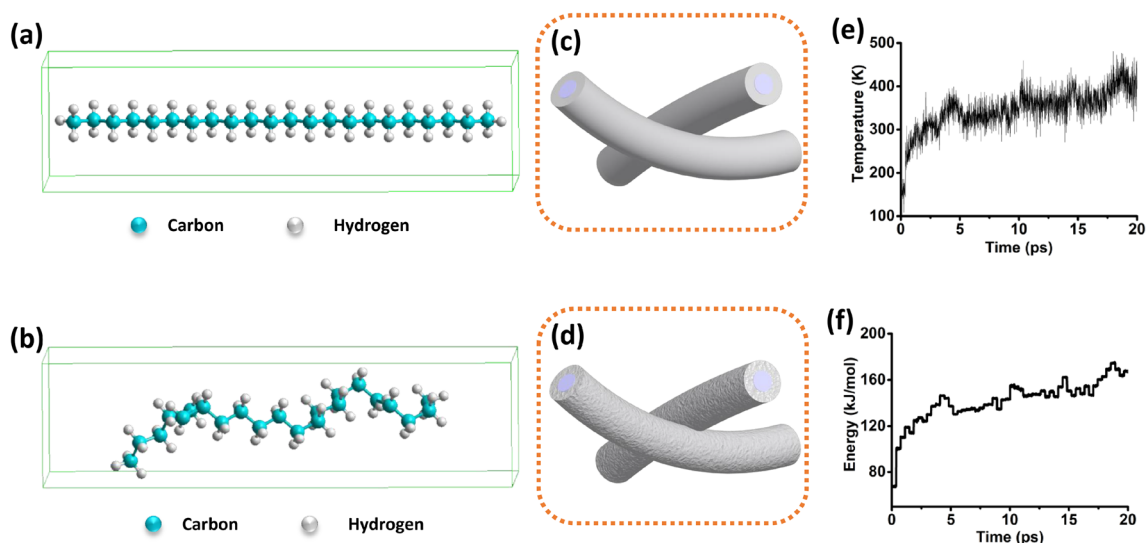 (a)
Carbon
Hydrogen
(b)
Carbon
Hydrogen
(c)
(d)
(e)
500
400
300
200
100
Temperature (K)
0
5
10
15
20
Time (ps)
(f)
200
160
120
80
Energy (kJ/mol)
0
5
10
15
20
Time (ps)